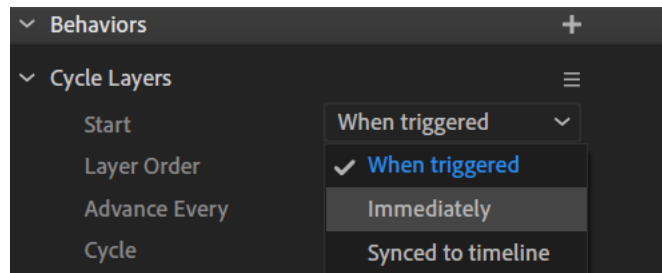 Behaviors
Cycle Layers
Start When triggered
Layer Order When triggered
Advance Every Immediately
Cycle Synced to timeline